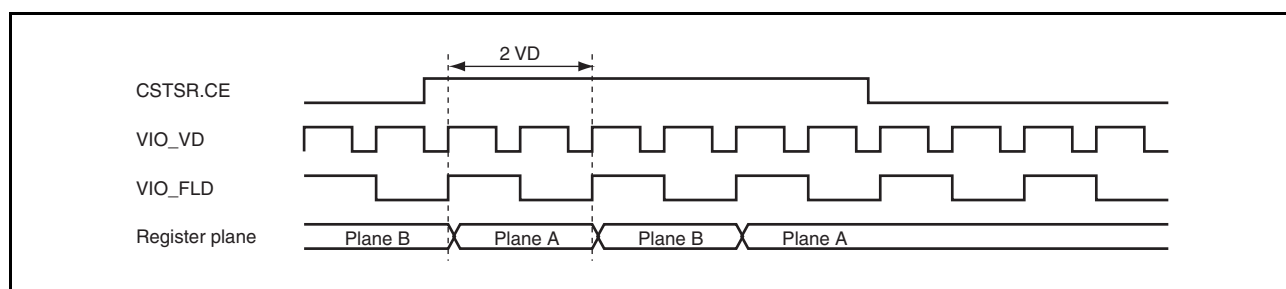 2 VD
CSTSR.CE
VIO_VD
VIO_FLD
Register plane Plane B Plane A Plane B Plane A